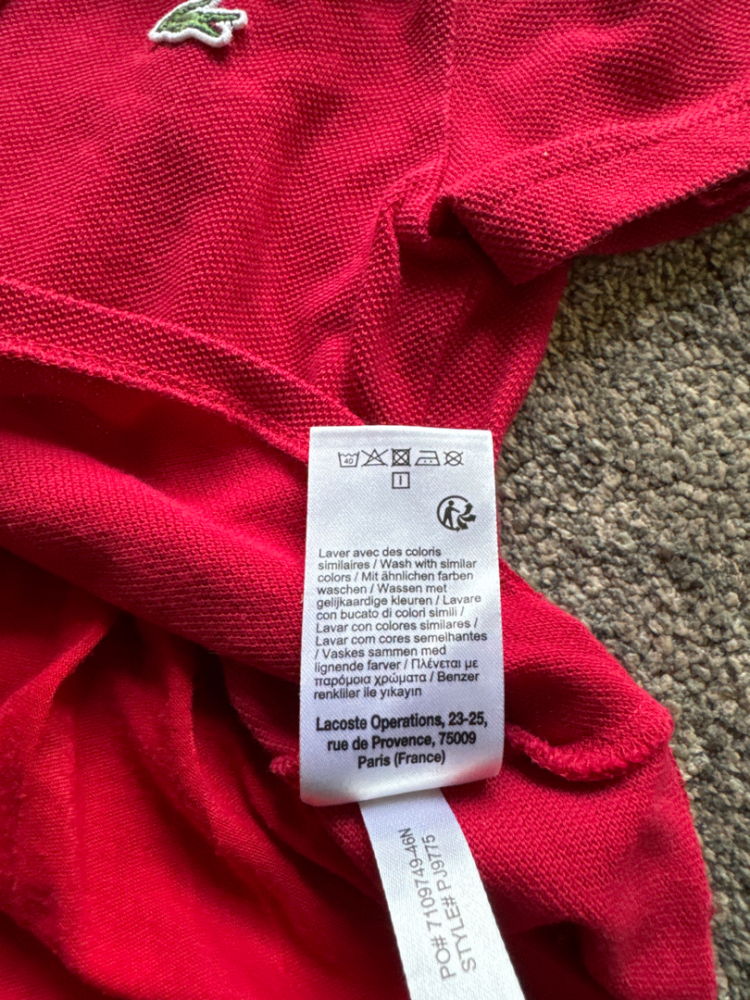 40
Laver avec des coloris
similaires / Wash with similar
colors / Mit ähnlichen farben
waschen / Wassen met
gelijkaardige kleuren / Lavare
con bucato di colori simili /
Lavar con colores similares /
Lavar com cores semelhantes
/ Vaskes sammen med
lignende farver / Πλένεται με
παρόμοια χρώματα / Benzer
renkliler ile yıkayın
Lacoste Operations, 23-25,
rue de Provence, 75009
Paris (France)
PO# 7109749-46N
STYLE# PJ9775